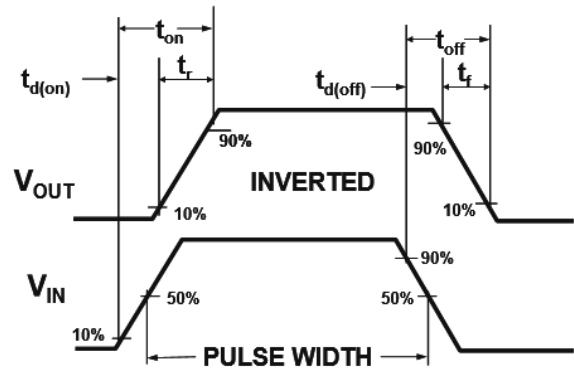 t_on
t_off
t_d(on)
t_r
t_d(off)
t_f
90%
90%
V_OUT
INVERTED
10%
10%
90%
V_IN
50%
50%
10%
PULSE WIDTH